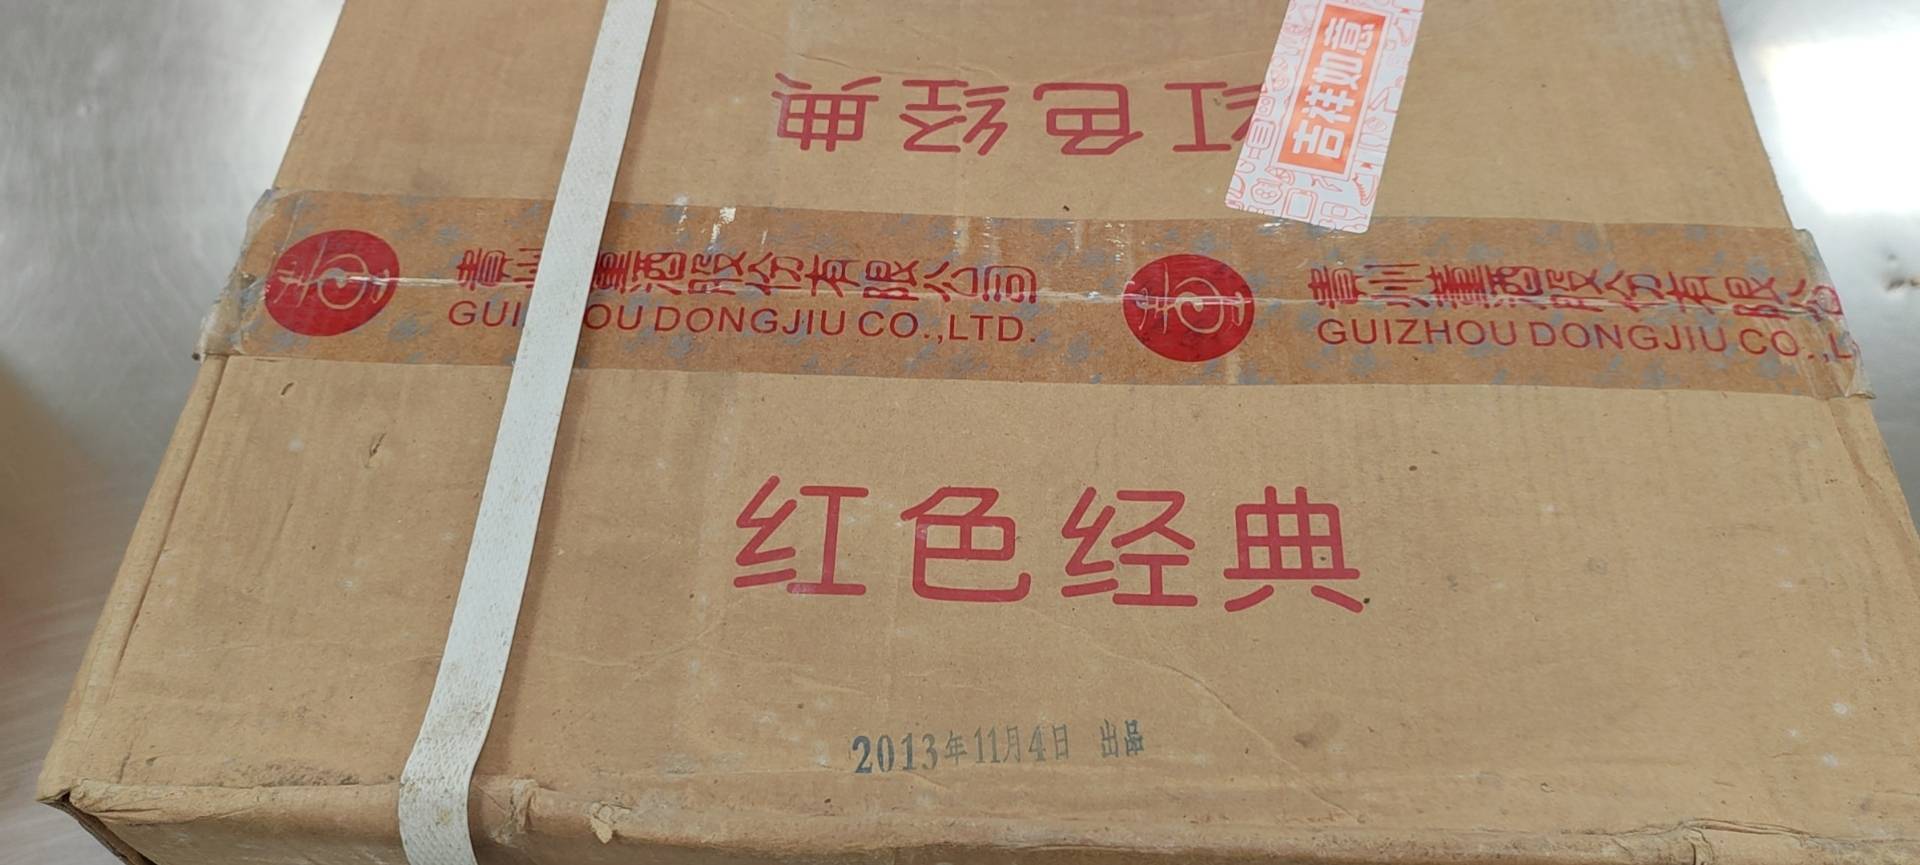 红色经典
吉祥如意
贵州董酒股份有限公司
GUI OU DONGJIU CO.,LTD.
贵州董酒股份有限公
GUIZHOU DONGJIU CO.,L
红色经典
2013年11月4日 出品